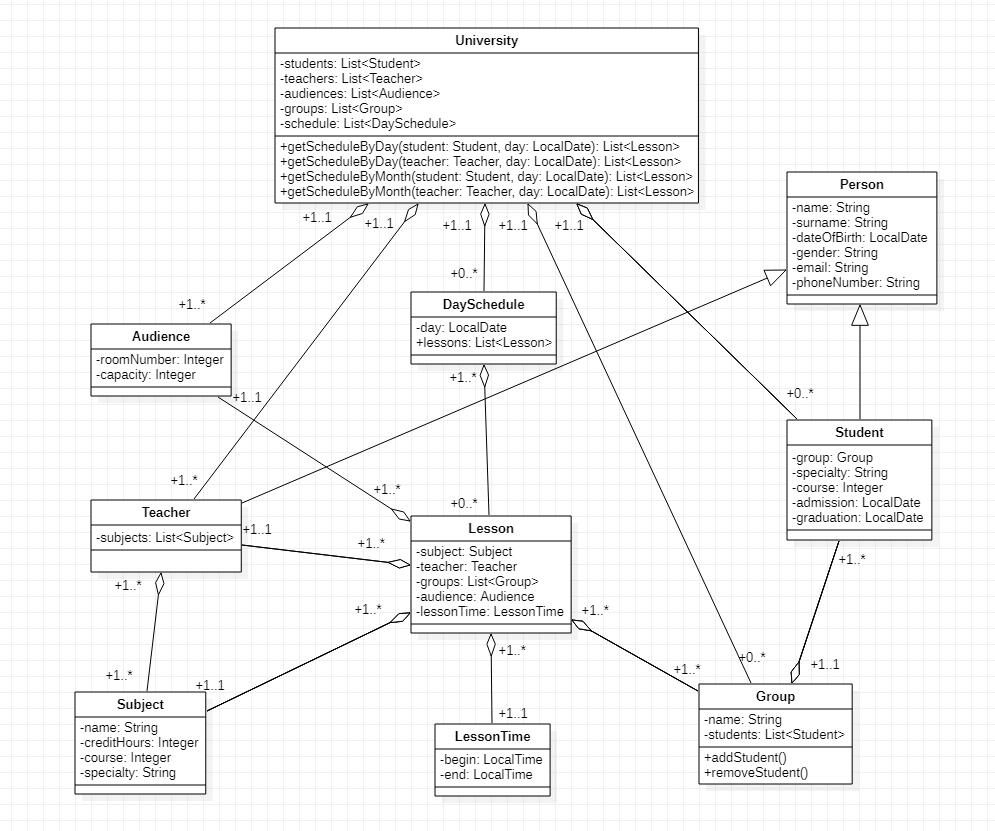 University
-students: List<Student>
-teachers: List<Teacher>
-audiences: List<Audience>
-groups: List<Group>
-schedule: List<DaySchedule>
+getScheduleByDay(student: Student, day: LocalDate): List<Lesson>
+getScheduleByDay(teacher: Teacher, day: LocalDate): List<Lesson>
+getScheduleByMonth(student: Student, day: LocalDate): List<Lesson>
+getScheduleByMonth(teacher: Teacher, day: LocalDate): List<Lesson>
+1..1
+1..1
+1..1
+1..1
+1..1
Person
-name: String
-surname: String
-dateOfBirth: LocalDate
-gender: String
-email: String
-phoneNumber: String
+1..*
+0..*
Audience
-roomNumber: Integer
-capacity: Integer
+1..1
DaySchedule
-day: LocalDate
+lessons: List<Lesson>
+1..*
+0..*
Student
-group: Group
-specialty: String
-course: Integer
-admission: LocalDate
-graduation: LocalDate
+1..*
+1..*
+1..*
+0..*
Teacher
-subjects: List<Subject>
+1..1
+1..*
+1..*
Lesson
-subject: Subject
-teacher: Teacher
-groups: List<Group>
-audience: Audience
-lessonTime: LessonTime
+1..*
+1..*
+1..*
+1..*
+1..1
+1..*
+0..*
+1..1
Subject
-name: String
-creditHours: Integer
-course: Integer
-specialty: String
+1..1
LessonTime
-begin: LocalTime
-end: LocalTime
Group
-name: String
-students: List<Student>
+addStudent()
+removeStudent()